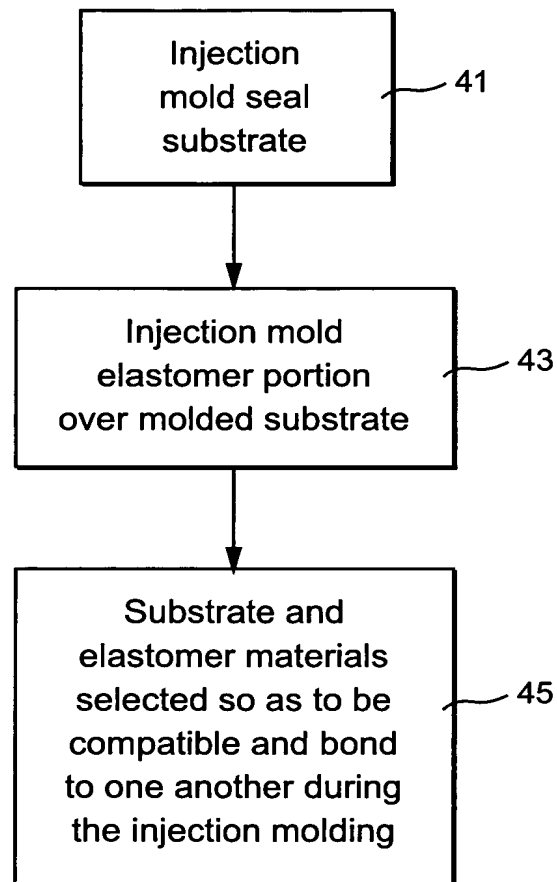 Injection
mold seal
substrate
41
Injection mold
elastomer portion
over molded substrate
43
Substrate and
elastomer materials
selected so as to be
compatible and bond
to one another during
the injection molding
45